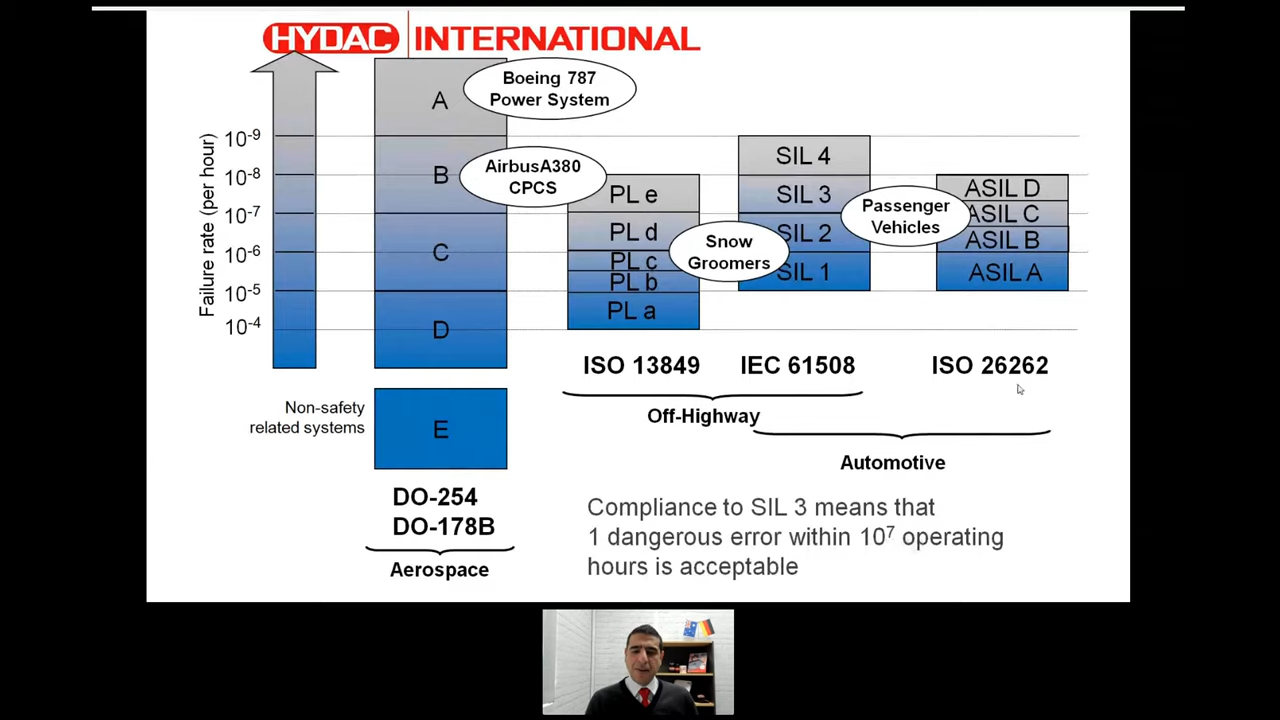 HYDAC INTERNATIONAL
Failure rate (per hour)
10-9
10-8
10-7
10-6
10-5
10-4
Non-safety
related systems
A
B
C
D
E
Boeing 787
Power System
AirbusA380
CPCS
DO-254
DO-178B
Aerospace
PL e
PL d
PL c
PL b
PL a
ISO 13849
Snow
Groomers
SIL 4
SIL 3
SIL 2
SIL 1
IEC 61508
Off-Highway
Passenger
Vehicles
ASIL D
ASIL C
ASIL B
ASIL A
ISO 26262
Automotive
Compliance to SIL 3 means that
1 dangerous error within 10⁷ operating
hours is acceptable